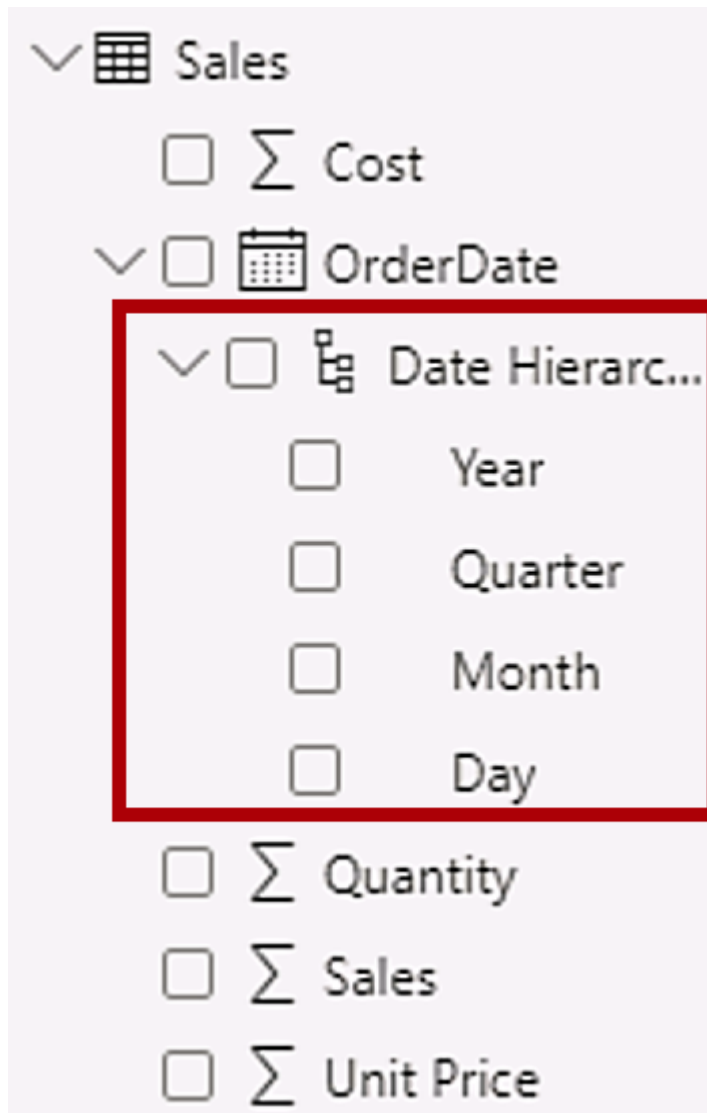 Sales
Cost
OrderDate
Date Hierarc...
Year
Quarter
Month
Day
Quantity
Sales
Unit Price